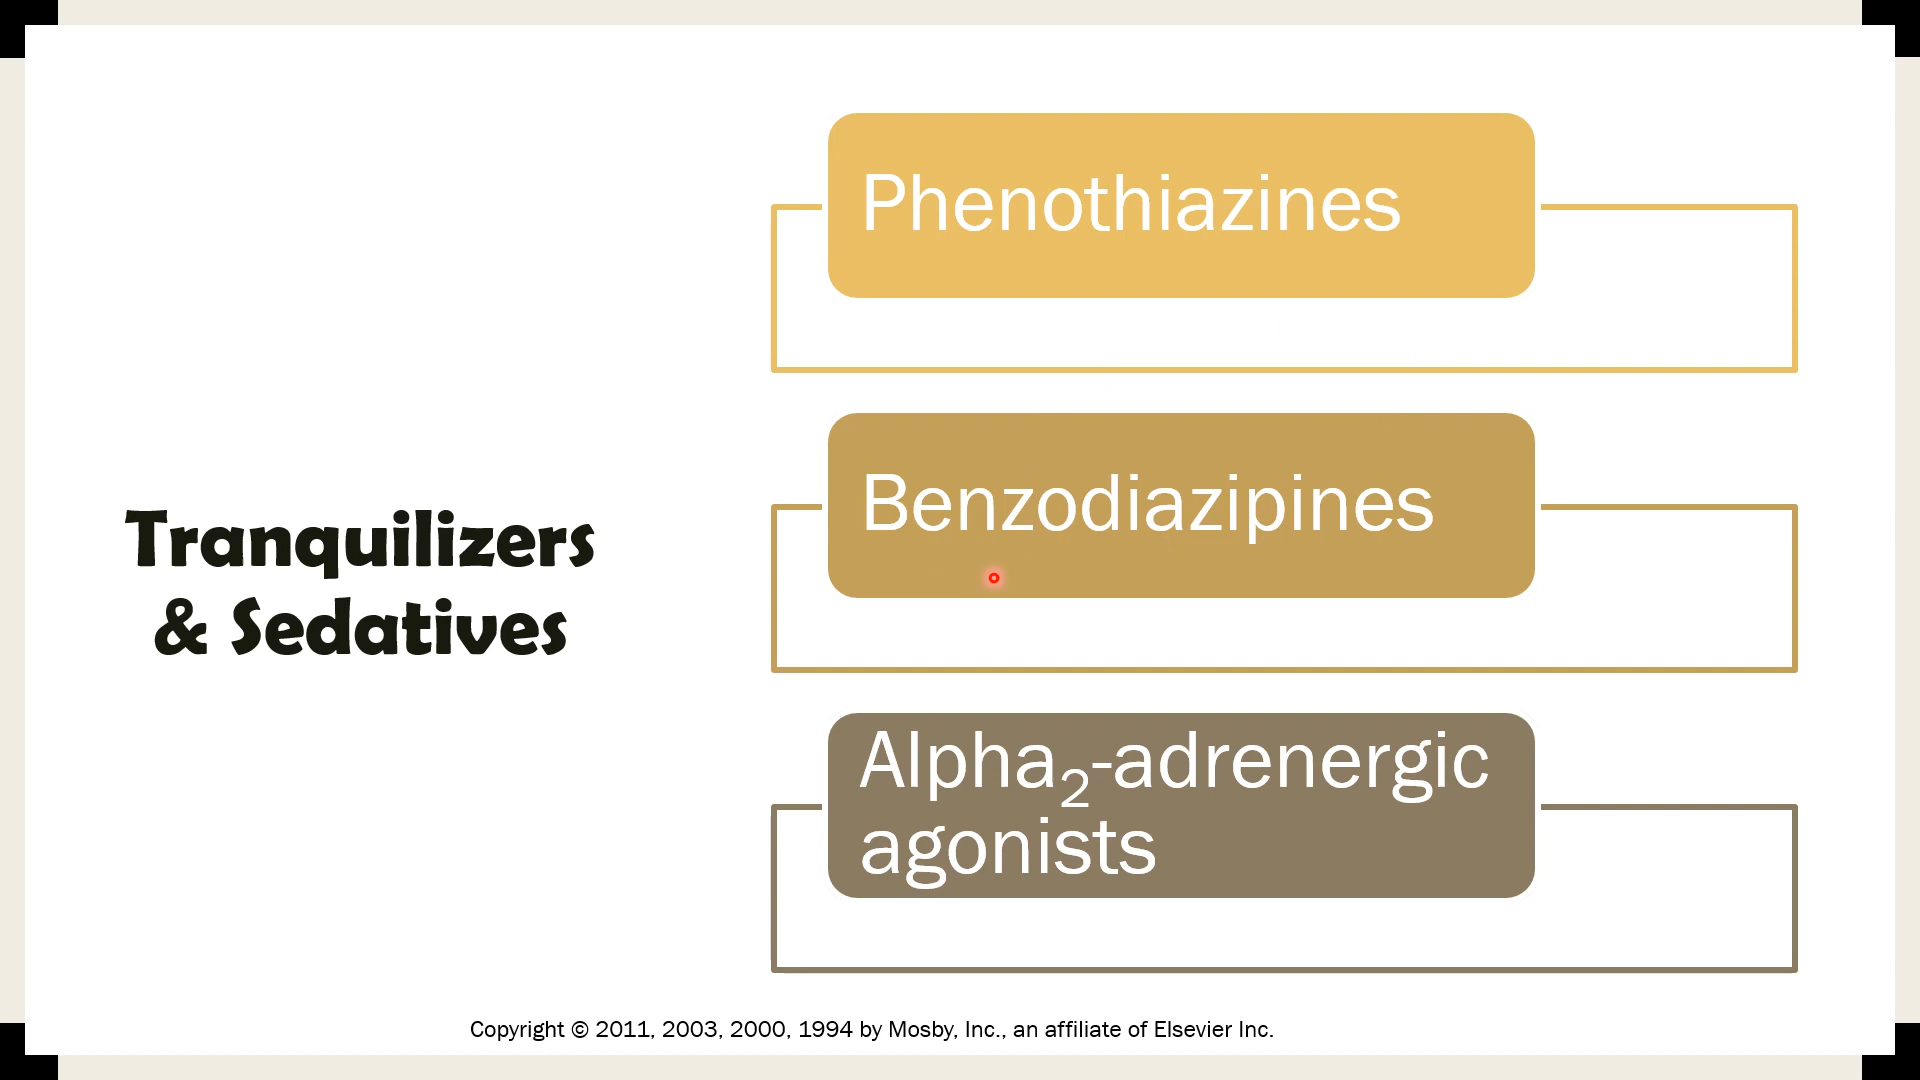 Tranquilizers
& Sedatives
Phenothiazines
Benzodiazipines
Alpha₂-adrenergic
agonists
Copyright © 2011, 2003, 2000, 1994 by Mosby, Inc., an affiliate of Elsevier Inc.